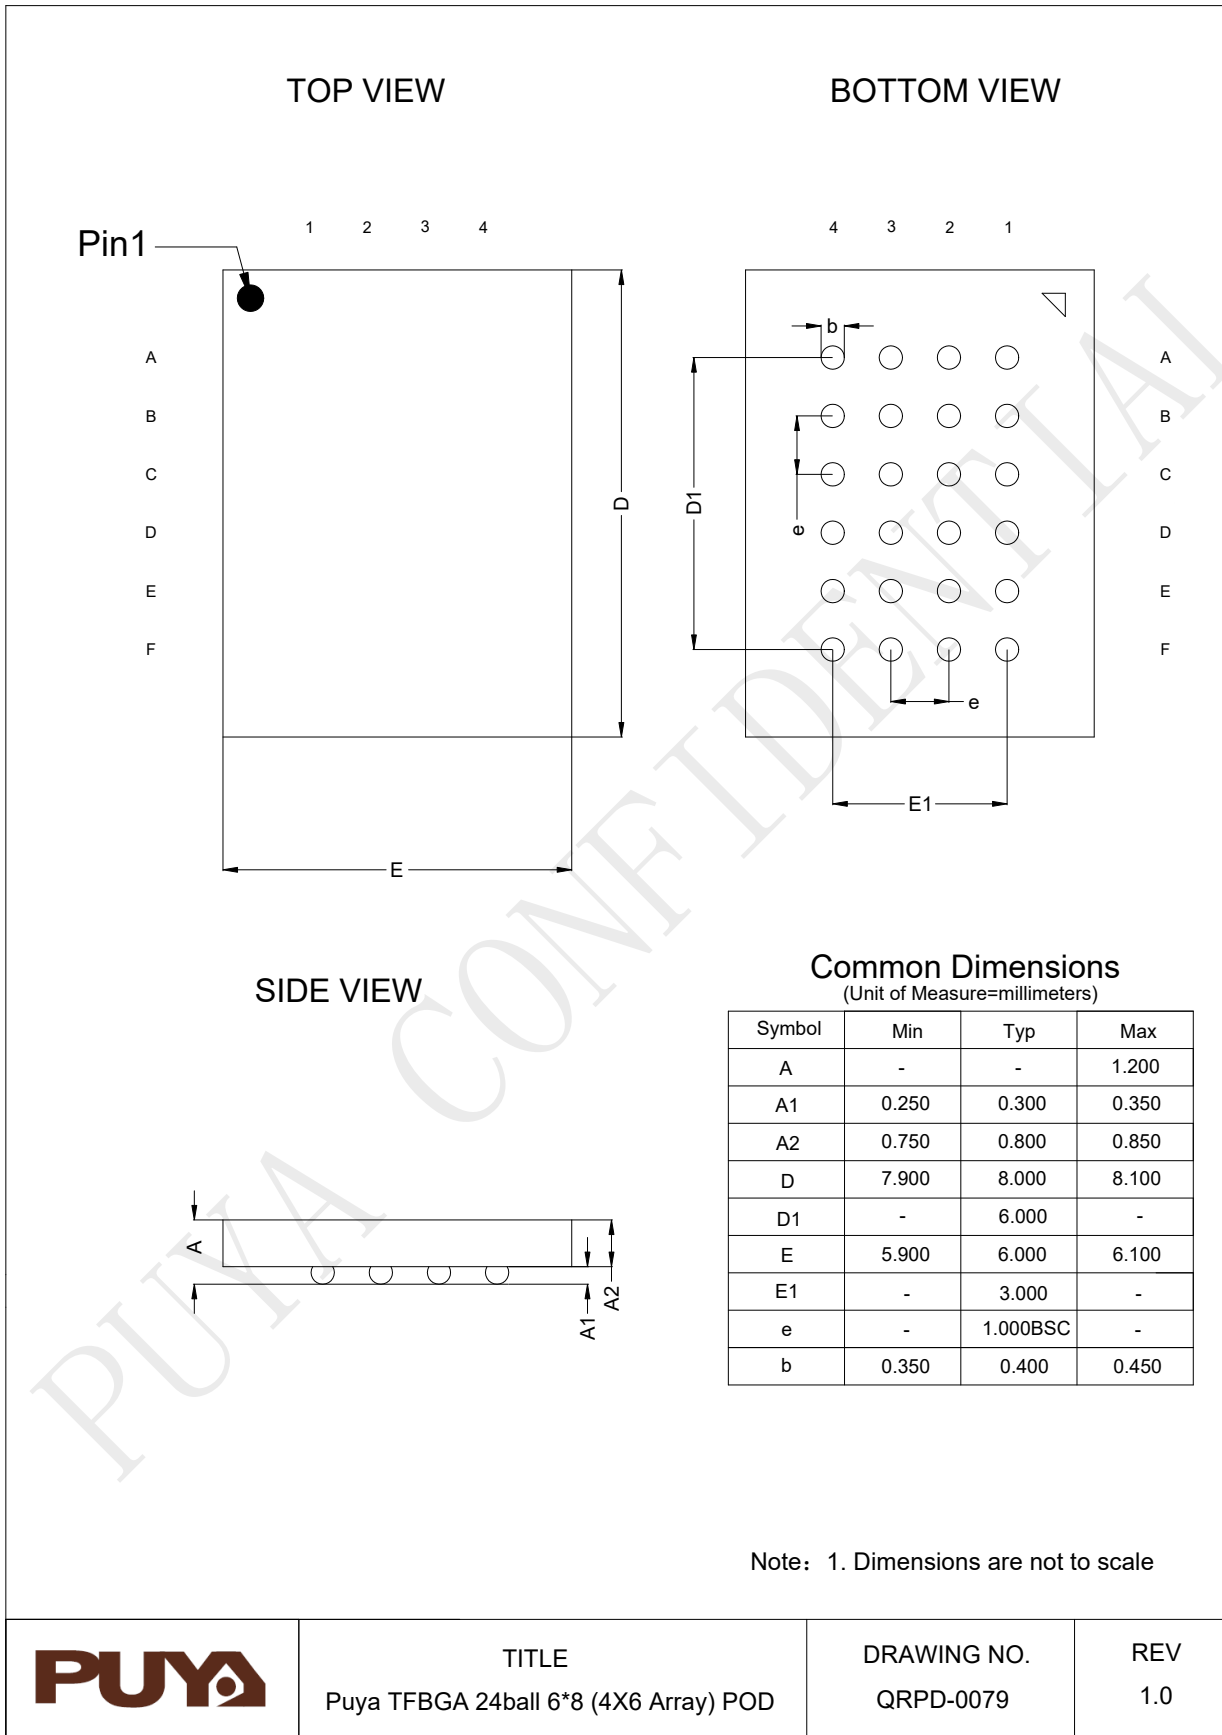 TOP VIEW
BOTTOM VIEW
Pin1
1 2 3 4
A
B
C
D
E
F
D
E
4 3 2 1
b
A
B
C
D
E
F
D1
e
e
E1
SIDE VIEW
A
A1
A2
Common Dimensions
(Unit of Measure=millimeters)
Symbol Min Typ Max
A - - 1.200
A1 0.250 0.300 0.350
A2 0.750 0.800 0.850
D 7.900 8.000 8.100
D1 - 6.000 -
E 5.900 6.000 6.100
E1 - 3.000 -
e - 1.000BSC -
b 0.350 0.400 0.450
Note: 1. Dimensions are not to scale
PUYA CONFIDENTIAL
PUYA
TITLE
Puya TFBGA 24ball 6*8 (4X6 Array) POD
DRAWING NO.
QRPD-0079
REV
1.0